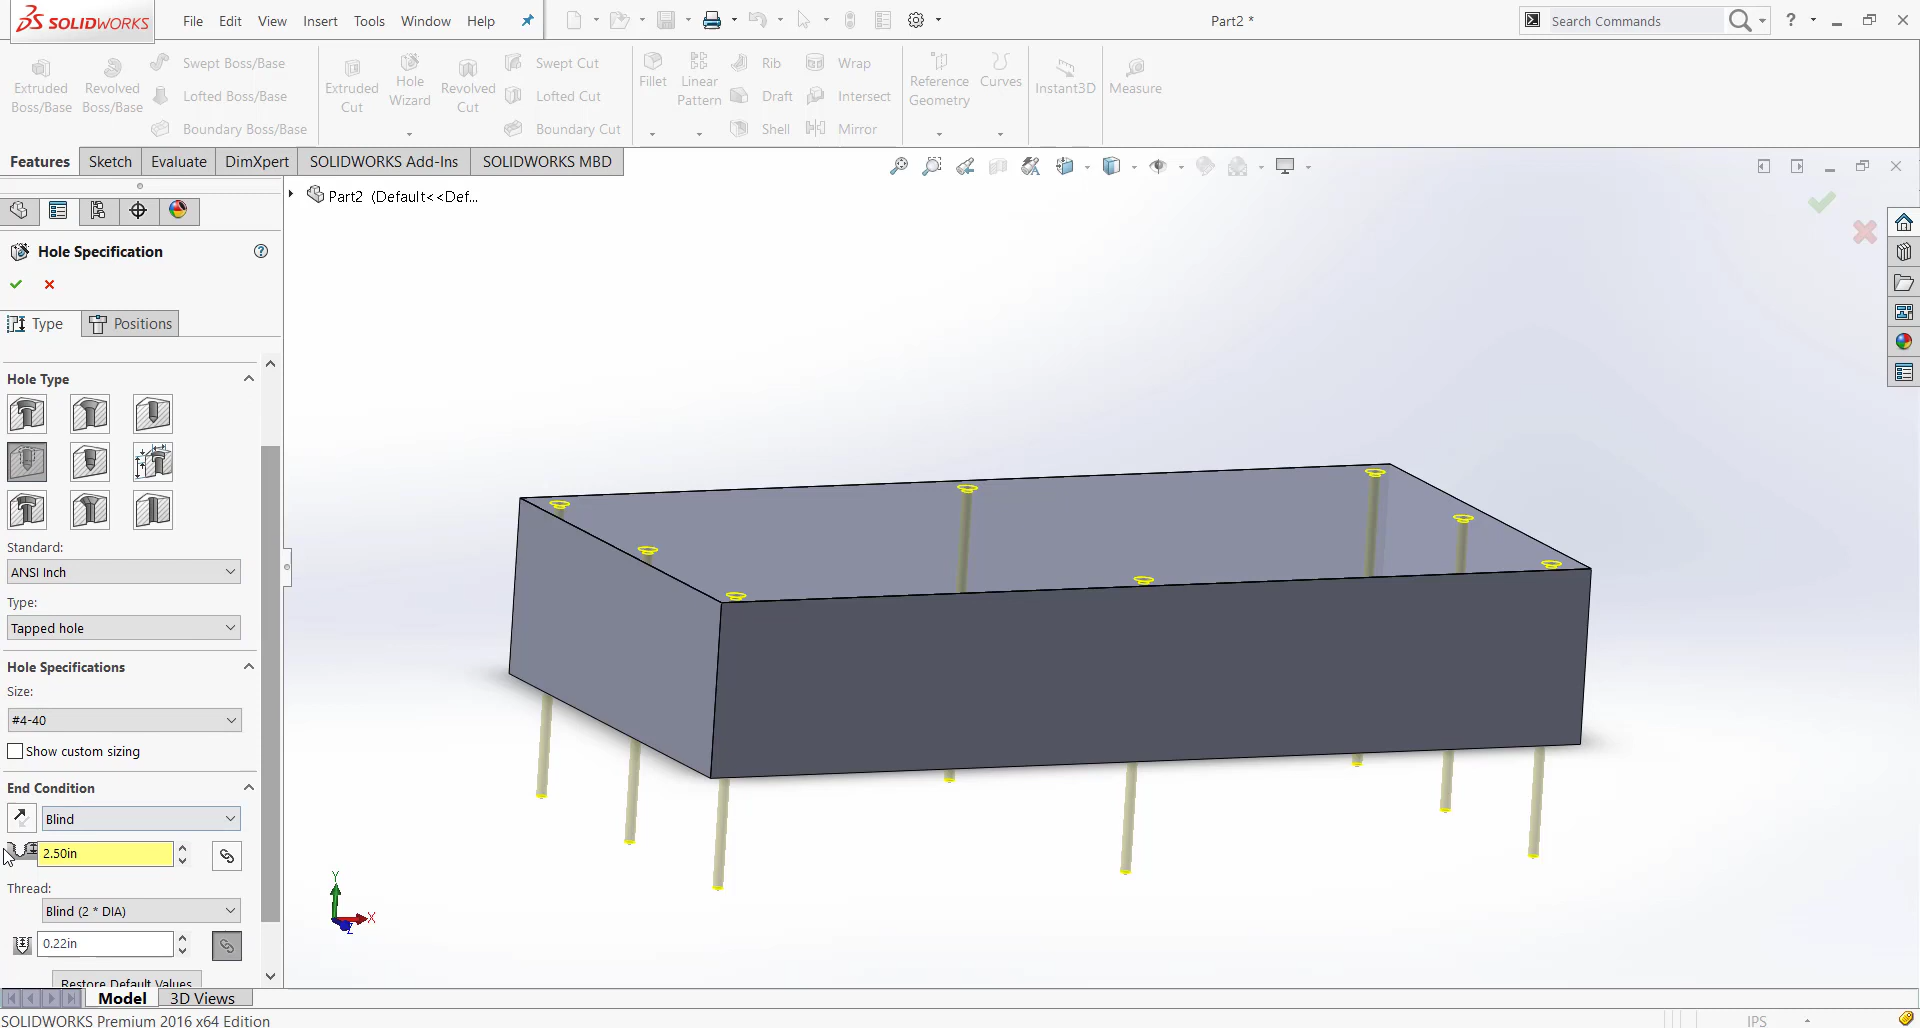 SOLIDWORKS
File Edit View Insert Tools Window Help
Part2 *
Search Commands
?
Extruded Boss/Base
Revolved Boss/Base
Swept Boss/Base
Lofted Boss/Base
Boundary Boss/Base
Extruded Cut
Hole Wizard
Revolved Cut
Swept Cut
Lofted Cut
Boundary Cut
Fillet
Linear Pattern
Rib
Draft
Shell
Wrap
Intersect
Mirror
Reference Geometry
Curves
Instant3D
Measure
Features Sketch Evaluate DimXpert SOLIDWORKS Add-Ins SOLIDWORKS MBD
Part2 (Default<<Def...
Hole Specification
?
Type Positions
Hole Type
Standard:
ANSI Inch
Type:
Tapped hole
Hole Specifications
Size:
#4-40
Show custom sizing
End Condition
Blind
2.50in
Thread:
Blind (2 * DIA)
0.22in
Restore Default Values
Y
X
Z
Model 3D Views
SOLIDWORKS Premium 2016 x64 Edition
IPS